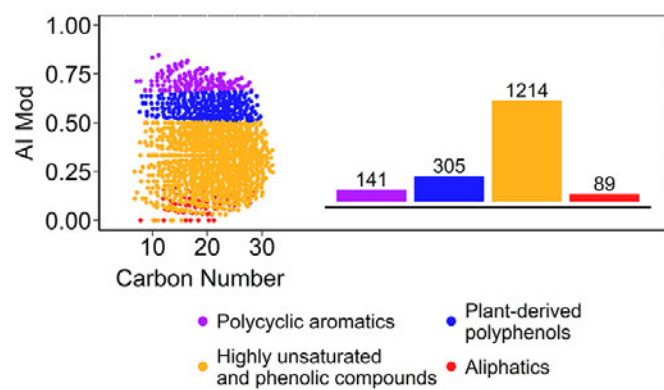 1.00
0.75
0.50
0.25
0.00
AI Mod
10 20 30
Carbon Number
141
305
1214
89
Polycyclic aromatics
Highly unsaturated
and phenolic compounds
Plant-derived
polyphenols
Aliphatics